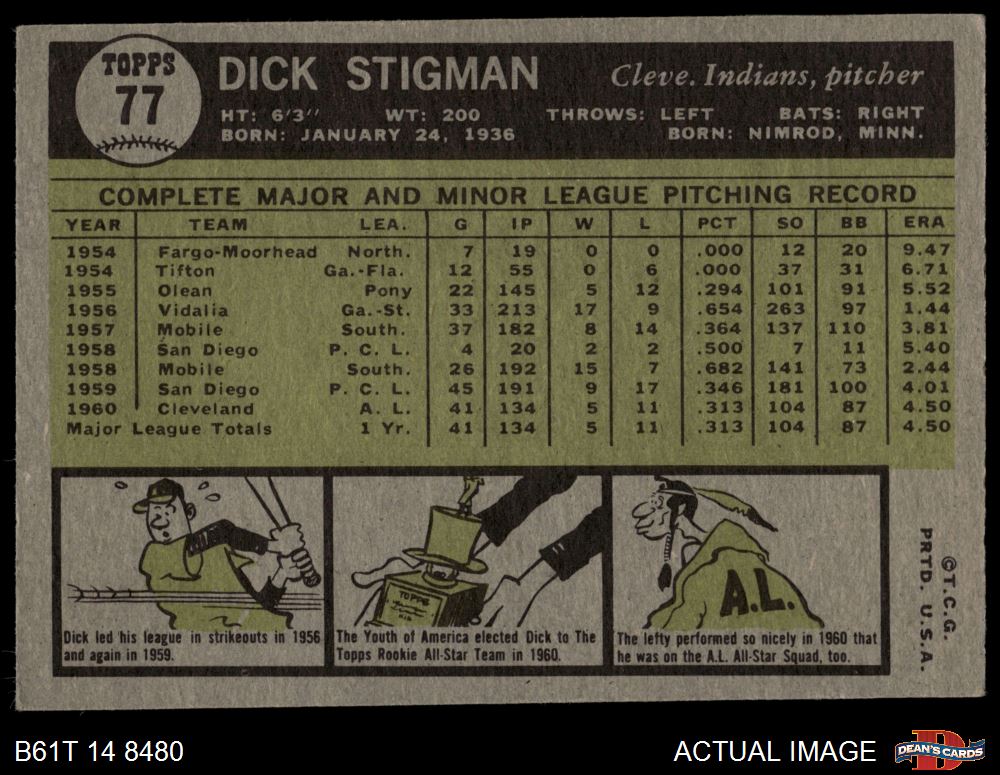 TOPPS
77
DICK STIGMAN
Cleve. Indians, pitcher
HT: 6'3" WT: 200 THROWS: LEFT BATS: RIGHT
BORN: JANUARY 24, 1936 BORN: NIMROD, MINN.
COMPLETE MAJOR AND MINOR LEAGUE PITCHING RECORD
YEAR TEAM LEA. G IP W L PCT SO BB ERA
1954 Fargo-Moorhead North. 7 19 0 0 .000 12 20 9.47
1954 Tifton Ga.-Fla. 12 55 0 6 .000 37 31 6.71
1955 Olean Pony 22 145 5 12 .294 101 91 5.52
1956 Vidalia Ga.-St. 33 213 17 9 .654 263 97 1.44
1957 Mobile South. 37 182 8 14 .364 137 110 3.81
1958 San Diego P. C. L. 4 20 2 2 .500 7 11 5.40
1958 Mobile South. 26 192 15 7 .682 141 73 2.44
1959 San Diego P. C. L. 45 191 9 17 .346 181 100 4.01
1960 Cleveland A. L. 41 134 5 11 .313 104 87 4.50
Major League Totals 1 Yr. 41 134 5 11 .313 104 87 4.50
Dick led his league in strikeouts in 1956
and again in 1959.
TOPPS
The Youth of America elected Dick to The
Topps Rookie All-Star Team in 1960.
A.L.
The lefty performed so nicely in 1960 that
he was on the A.L. All-Star Squad, too.
©T.C.G.
PRTD. U.S.A.
B61T 14 8480
ACTUAL IMAGE
DEAN'S CARDS